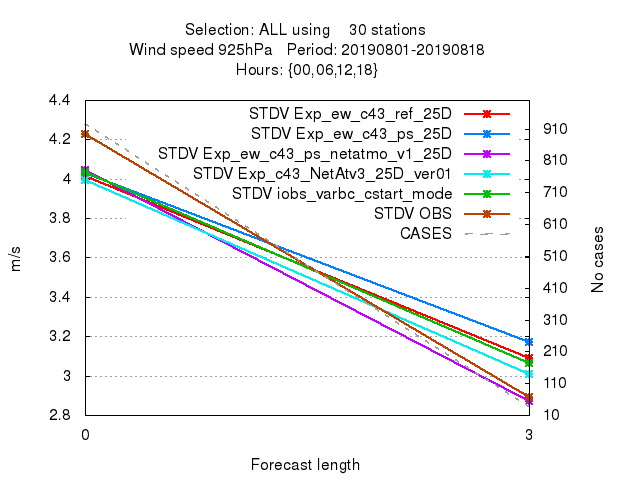 Selection: ALL using    30 stations
Wind speed 925hPa   Period: 20190801-20190818
Hours: {00,06,12,18}
STDV Exp_ew_c43_ref_25D
STDV Exp_ew_c43_ps_25D
STDV Exp_ew_c43_ps_netatmo_v1_25D
STDV Exp_c43_NetAtv3_25D_ver01
STDV iobs_varbc_cstart_mode
STDV OBS
CASES
m/s
4.4
4.2
4
3.8
3.6
3.4
3.2
3
2.8
910
810
710
610
510
410
310
210
110
10
No cases
0
3
Forecast length